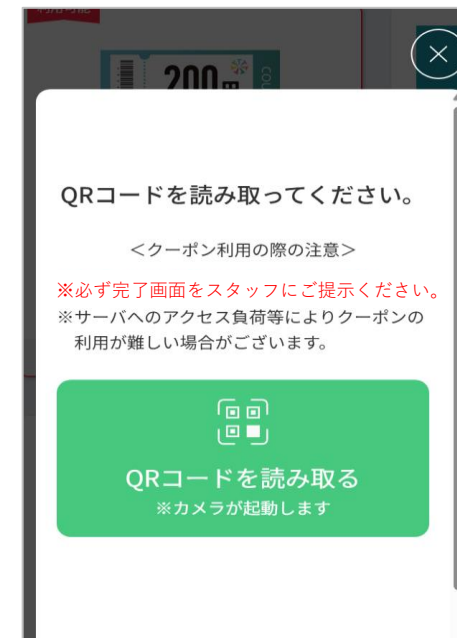 利用可能
200円
COU
QRコードを読み取ってください。
＜クーポン利用の際の注意＞
※必ず完了画面をスタッフにご提示ください。
※サーバへのアクセス負荷等によりクーポンの
利用が難しい場合がございます。
QRコードを読み取る
※カメラが起動します